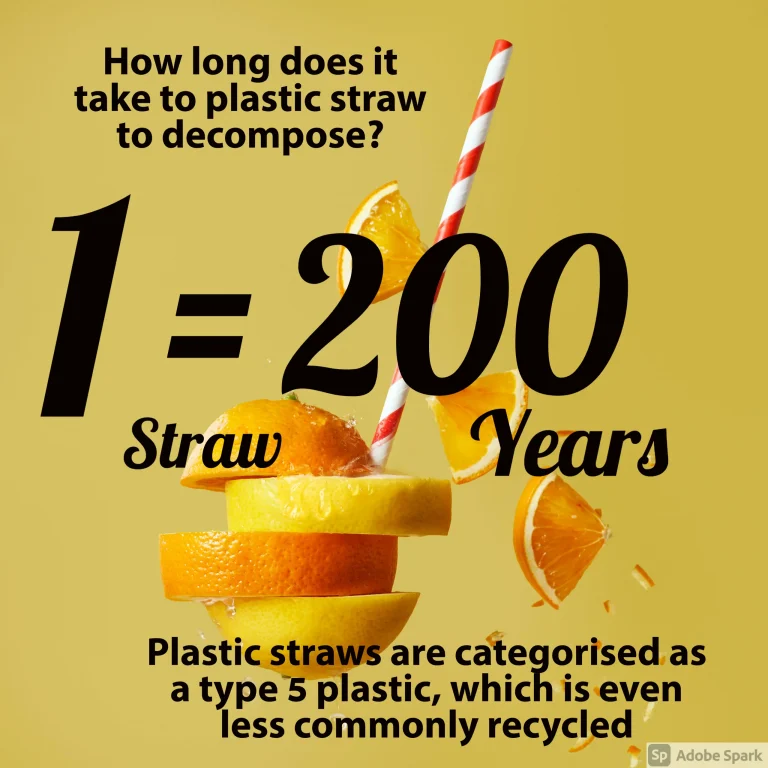 How long does it
take to plastic straw
to decompose?
1 = 200
Straw Years
Plastic straws are categorised as
a type 5 plastic, which is even
less commonly recycled
Sp Adobe Spark